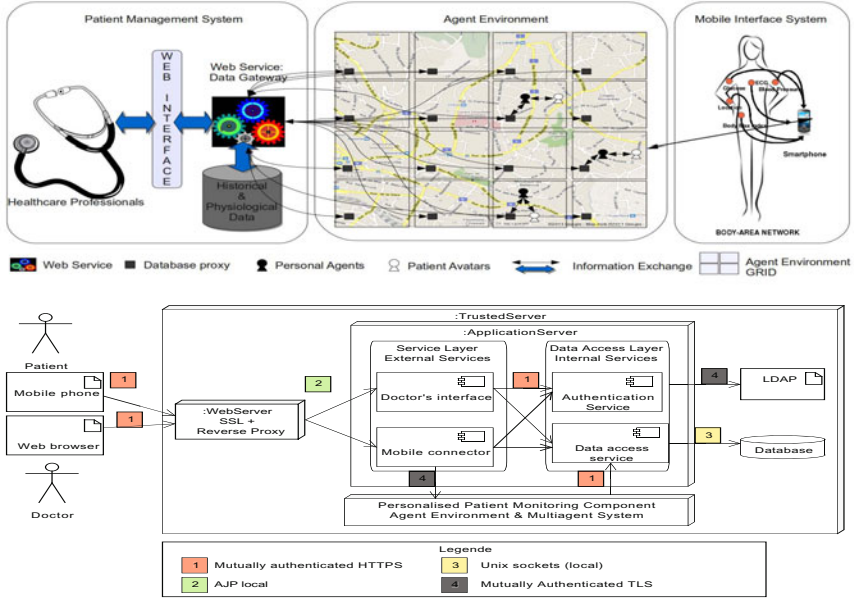 Patient Management System
Agent Environment
Mobile Interface System
WEB INTERFACE
Web Service:
Data Gateway
Historical
&
Physiological
Data
Healthcare Professionals
ECG
Smartphone
BODY-AREA NETWORK
Web Service
Database proxy
Personal Agents
Patient Avatars
Information Exchange
Agent Environment
GRID
:TrustedServer
:ApplicationServer
Patient
Mobile phone
1
Web browser
1
Doctor
:WebServer
SSL +
Reverse Proxy
2
Service Layer
External Services
Doctor's interface
Mobile connector
1
Data Access Layer
Internal Services
Authentication
Service
Data access
service
4
LDAP
3
Database
4
1
Personalised Patient Monitoring Component
Agent Environment & Multiagent System
Legende
1 Mutually authenticated HTTPS
2 AJP local
3 Unix sockets (local)
4 Mutually Authenticated TLS